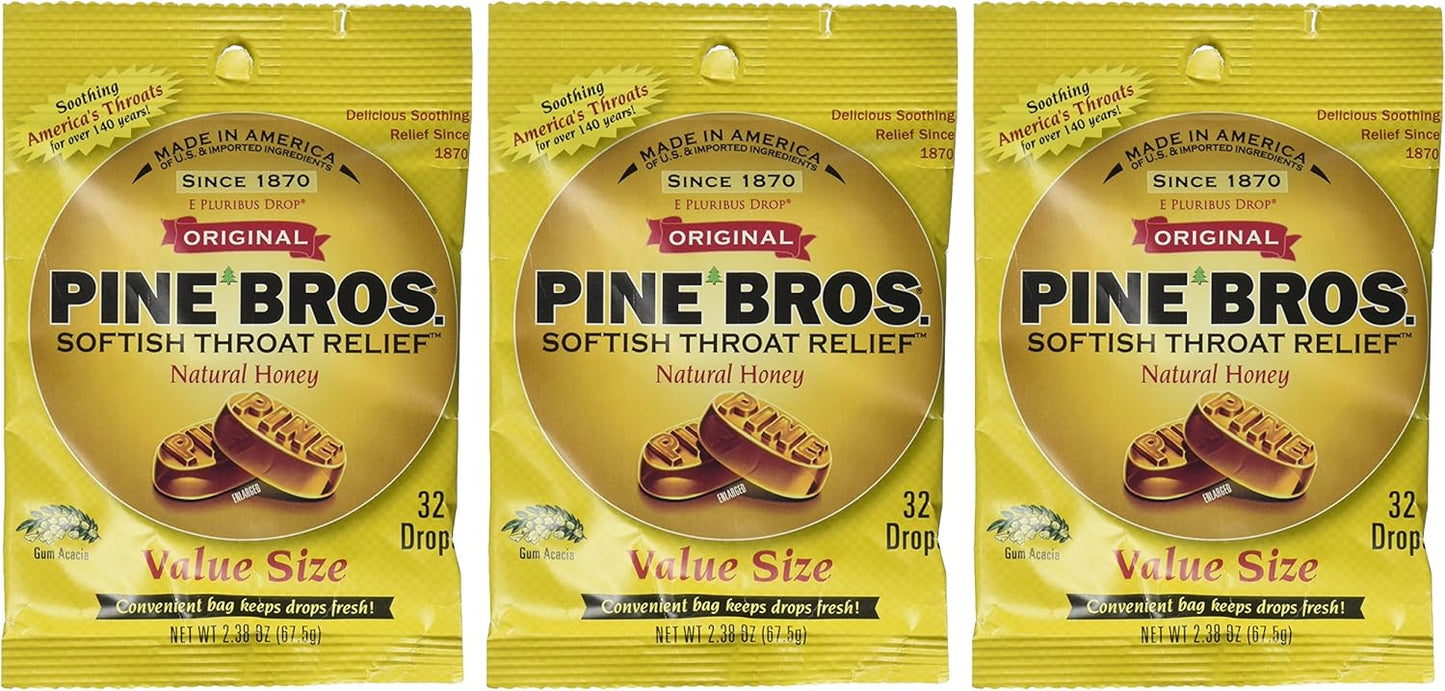 Soothing
America's Throats
for over 140 years!
Delicious Soothing
Relief Since
1870
MADE IN AMERICA
OF U.S. & IMPORTED INGREDIENTS
SINCE 1870
E PLURIBUS DROP®
ORIGINAL
PINE BROS.®
SOFTISH THROAT RELIEF™
Natural Honey
PINE
ENLARGED
32
Drop
Gum Acacia
Value Size
Convenient bag keeps drops fresh!
NET WT 2.38 OZ (67.5g)
Soothing
America's Throats
for over 140 years!
Delicious Soothing
Relief Since
1870
MADE IN AMERICA
OF U.S. & IMPORTED INGREDIENTS
SINCE 1870
E PLURIBUS DROP®
ORIGINAL
PINE BROS.®
SOFTISH THROAT RELIEF™
Natural Honey
PINE
ENLARGED
32
Drop
Gum Acacia
Value Size
Convenient bag keeps drops fresh!
NET WT 2.38 OZ (67.5g)
Soothing
America's Throats
for over 140 years!
Delicious Soothing
Relief Since
1870
MADE IN AMERICA
OF U.S. & IMPORTED INGREDIENTS
SINCE 1870
E PLURIBUS DROP®
ORIGINAL
PINE BROS.®
SOFTISH THROAT RELIEF™
Natural Honey
PINE
ENLARGED
32
Drop
Gum Acacia
Value Size
Convenient bag keeps drops fresh!
NET WT 2.38 OZ (67.5g)